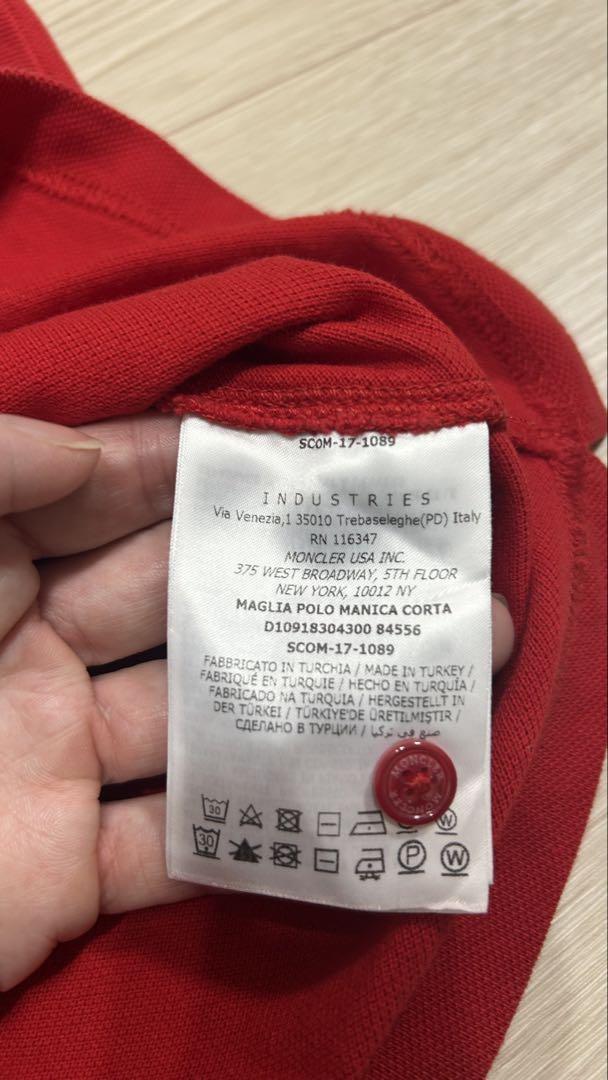 SCOM-17-1089
INDUSTRIES
Via Venezia,1 35010 Trebaseleghe(PD) Italy
RN 116347
MONCLER USA INC.
375 WEST BROADWAY, 5TH FLOOR
NEW YORK, 10012 NY
MAGLIA POLO MANICA CORTA
D10918304300 84556
SCOM-17-1089
FABBRICATO IN TURCHIA / MADE IN TURKEY /
FABRIQUÉ EN TURQUIE / HECHO EN TURQUÍA /
FABRICADO NA TURQUIA / HERGESTELLT IN
DER TÜRKEI / TÜRKİYE'DE ÜRETILMIŞTIR /
СДЕЛАНО В ТУРЦИИ / صنع في تركيا
MONCLER
MONCLER
30
W
30
P
W